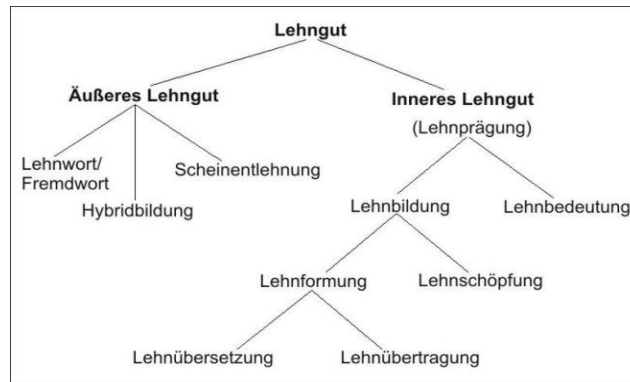 Lehngut
Äußeres Lehngut
Inneres Lehngut
(Lehnprägung)
Lehnwort/
Fremdwort
Scheinentlehnung
Hybridbildung
Lehnbildung
Lehnbedeutung
Lehnformung
Lehnschöpfung
Lehnübersetzung
Lehnübertragung